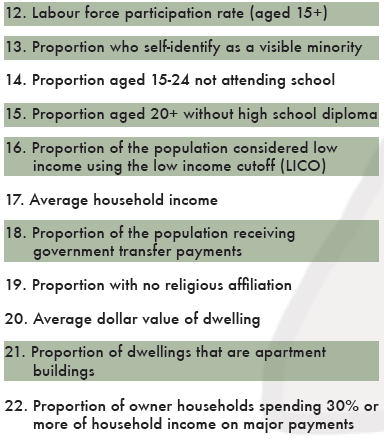 12. Labour force participation rate (aged 15+)
13. Proportion who self-identify as a visible minority
14. Proportion aged 15-24 not attending school
15. Proportion aged 20+ without high school diploma
16. Proportion of the population considered low
income using the low income cutoff (LICO)
17. Average household income
18. Proportion of the population receiving
government transfer payments
19. Proportion with no religious affiliation
20. Average dollar value of dwelling
21. Proportion of dwellings that are apartment
buildings
22. Proportion of owner households spending 30% or
more of household income on major payments